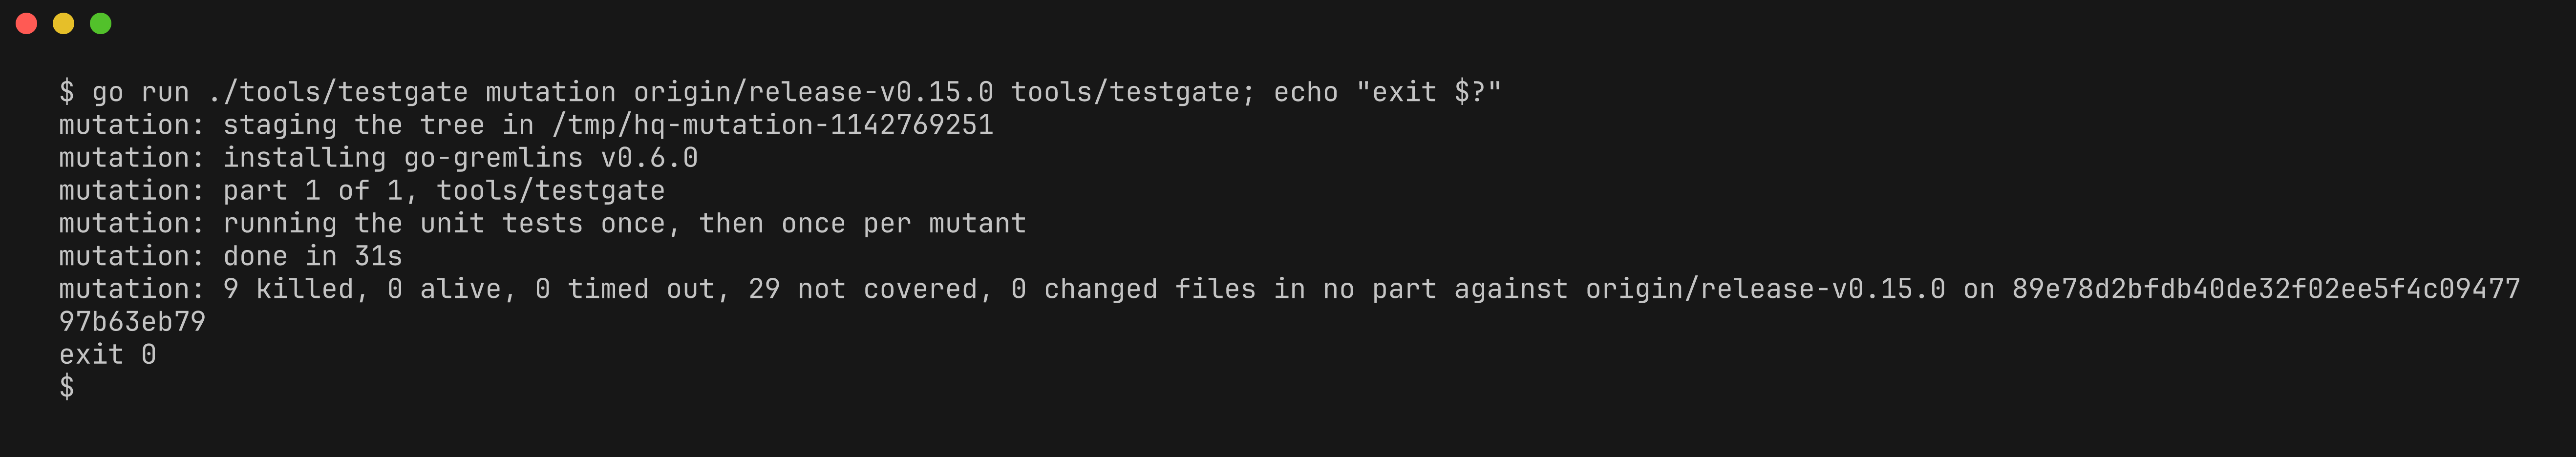 $ go run ./tools/testgate mutation origin/release-v0.15.0 tools/testgate; echo "exit $?"
mutation: staging the tree in /tmp/hq-mutation-1142769251
mutation: installing go-gremlins v0.6.0
mutation: part 1 of 1, tools/testgate
mutation: running the unit tests once, then once per mutant
mutation: done in 31s
mutation: 9 killed, 0 alive, 0 timed out, 29 not covered, 0 changed files in no part against origin/release-v0.15.0 on 89e78d2bfdb40de32f02ee5f4c09477
97b63eb79
exit 0
$